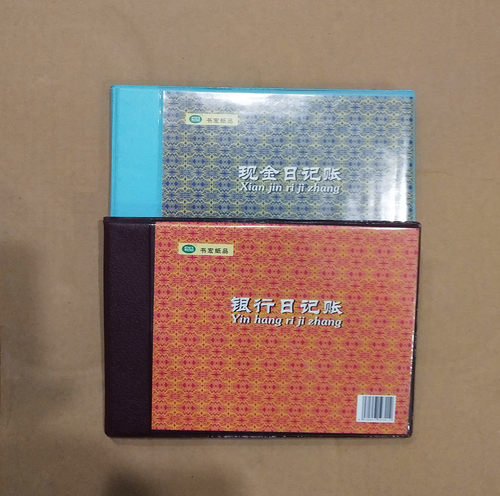 书宏纸品
现金日记账
Xian jin ri ji zhang
书宏纸品
银行日记账
Yin hang ri ji zhang